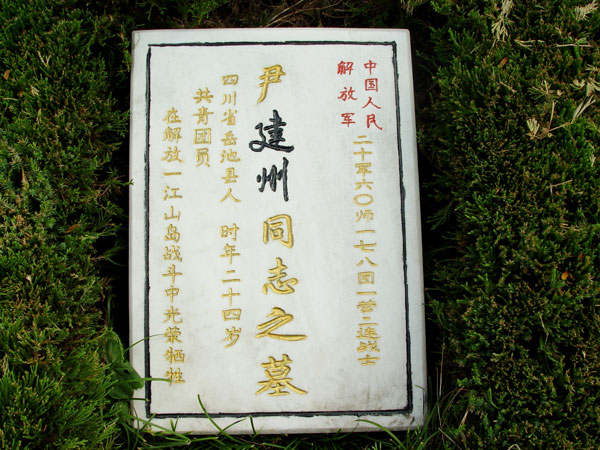 中国人民
解放军
二十军六〇师一七八团一营二连战士
尹建州同志之墓
四川省岳池县人 时年二十四岁
共青团员
在解放一江山岛战斗中光荣牺牲